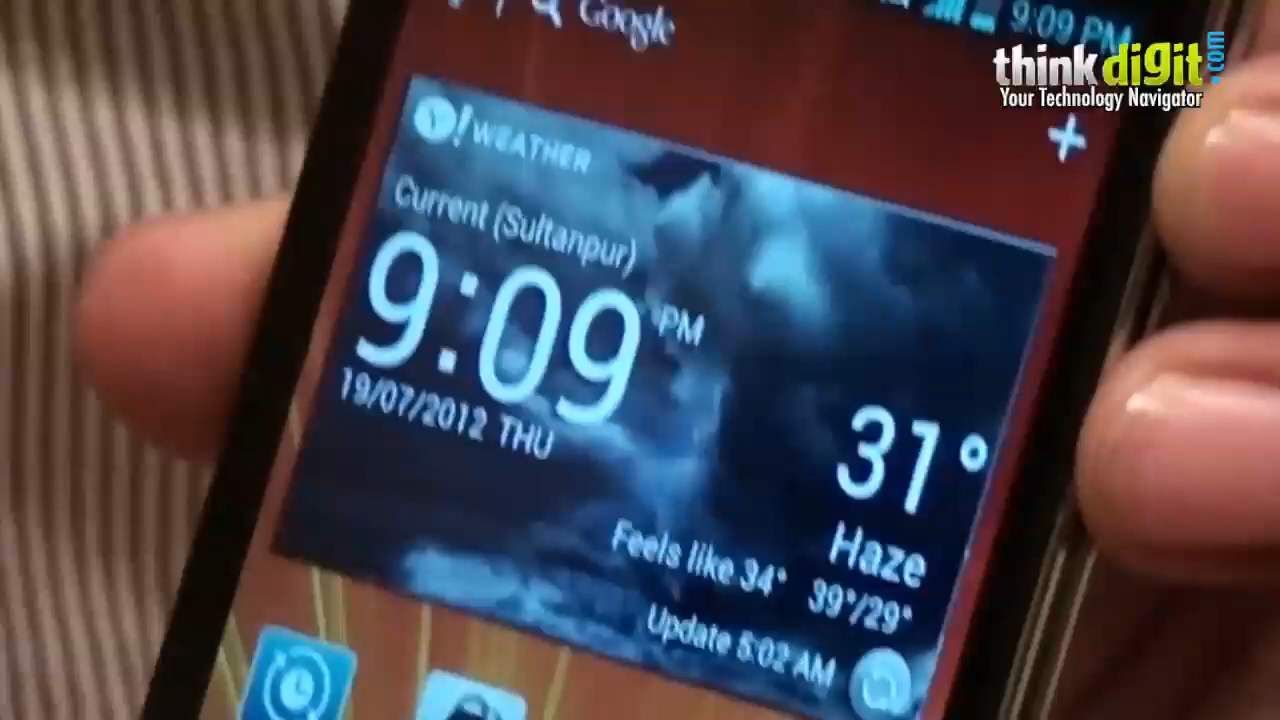 Google
9:09 PM
thinkdigit.com
Your Technology Navigator
Y! WEATHER
Current (Sultanpur)
9:09 PM
19/07/2012 THU
31°
Haze
Feels like 34° 39°/29°
Update 5:02 AM